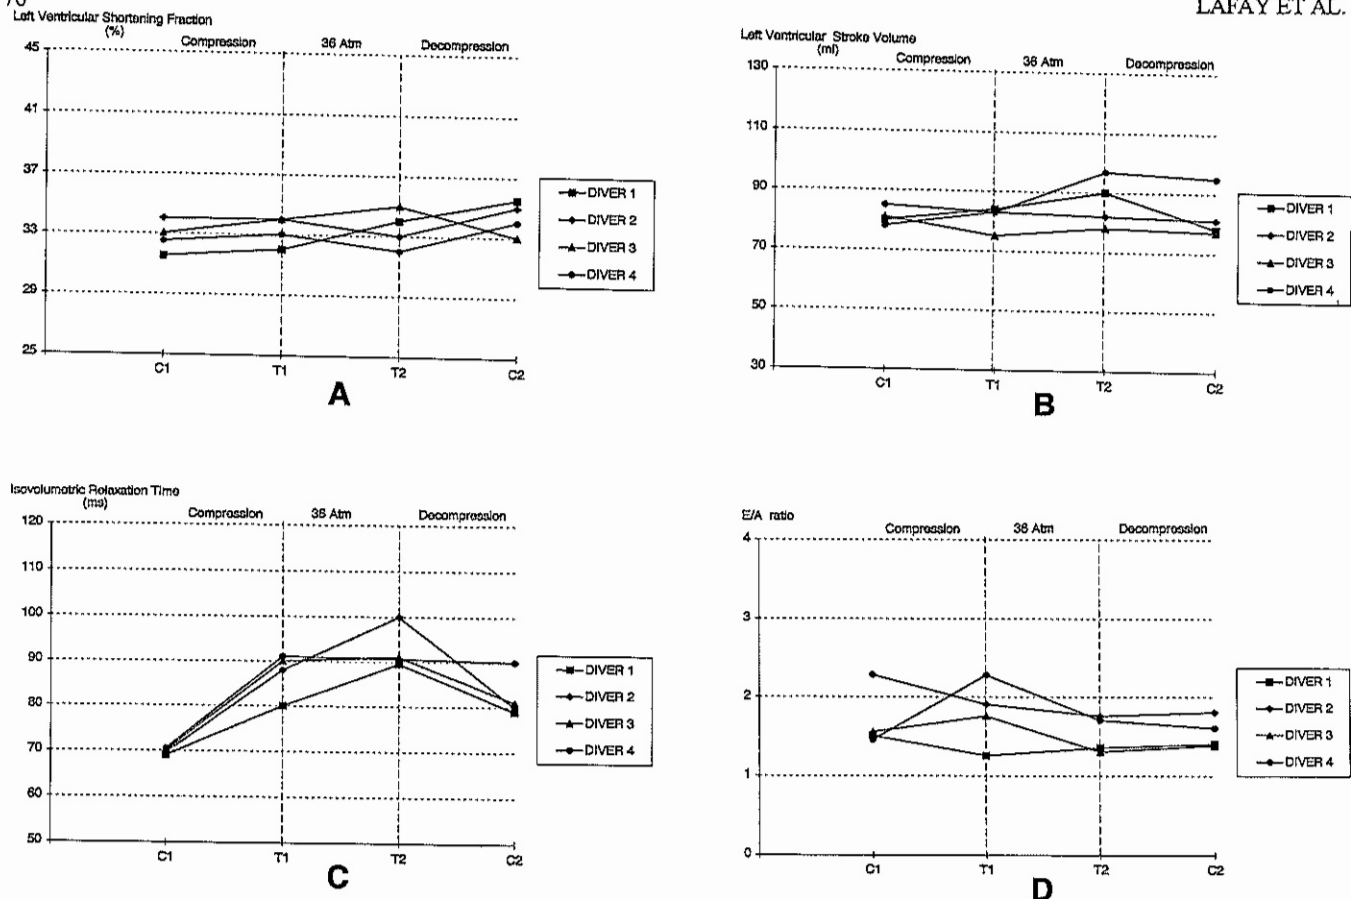 LAFAY ET AL.
Left Ventricular Shortening Fraction
(%)
Compression 36 Atm Decompression
45
41
37
33
29
25
C1 T1 T2 C2
DIVER 1
DIVER 2
DIVER 3
DIVER 4
A
Left Ventricular Stroke Volume
(ml)
Compression 36 Atm Decompression
130
110
90
70
50
30
C1 T1 T2 C2
DIVER 1
DIVER 2
DIVER 3
DIVER 4
B
Isovolumetric Relaxation Time
(ms)
Compression 36 Atm Decompression
120
110
100
90
80
70
60
50
C1 T1 T2 C2
DIVER 1
DIVER 2
DIVER 3
DIVER 4
C
E/A ratio
Compression 36 Atm Decompression
4
3
2
1
0
C1 T1 T2 C2
DIVER 1
DIVER 2
DIVER 3
DIVER 4
D